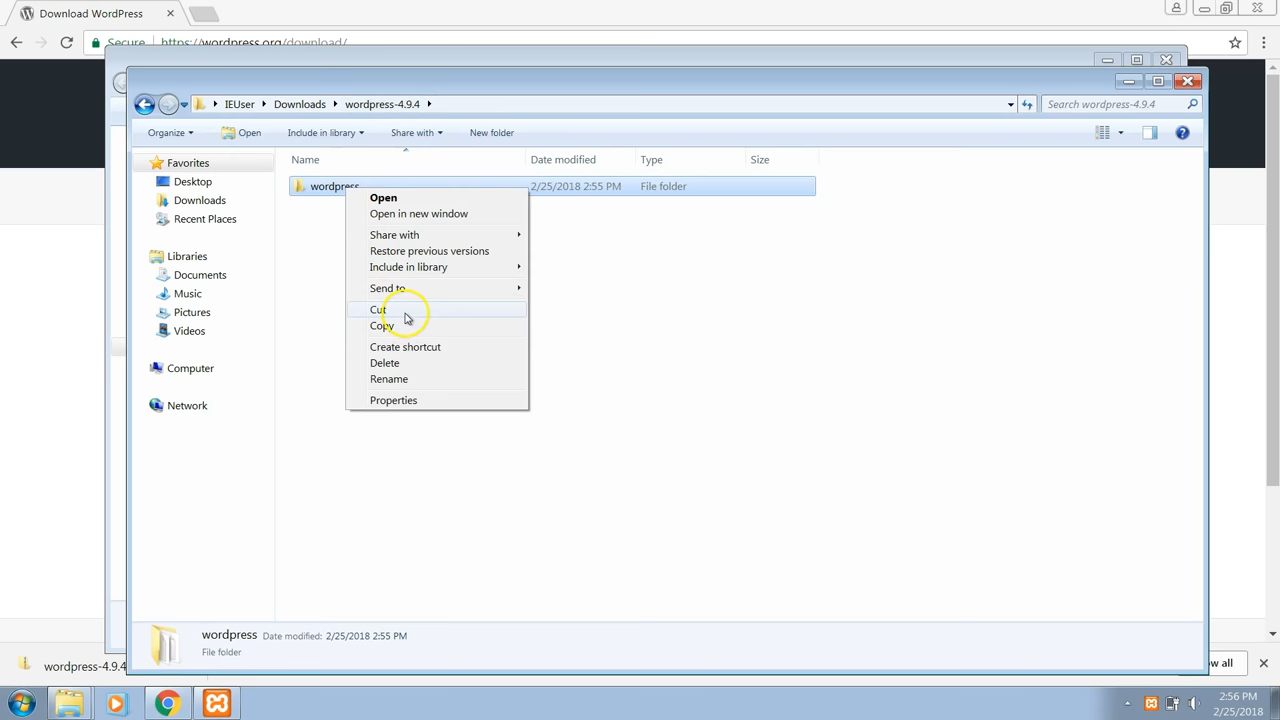 Download WordPress
Secure https://wordpress.org/download/
IEUser Downloads wordpress-4.9.4
Search wordpress-4.9.4
Organize Open Include in library Share with New folder
Name Date modified Type Size
Favorites
Desktop
Downloads
Recent Places
Libraries
Documents
Music
Pictures
Videos
Computer
Network
wordpress 2/25/2018 2:55 PM File folder
Open
Open in new window
Share with
Restore previous versions
Include in library
Send to
Cut
Copy
Create shortcut
Delete
Rename
Properties
wordpress Date modified: 2/25/2018 2:55 PM
File folder
wordpress-4.9.4
all
2:56 PM
2/25/2018